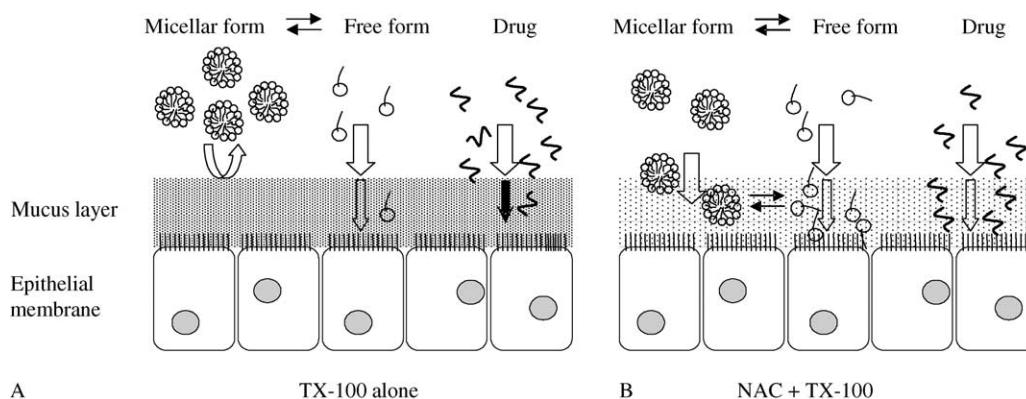 Micellar form Free form Drug Micellar form Free form Drug
Mucus layer
Epithelial
membrane
A TX-100 alone B NAC + TX-100